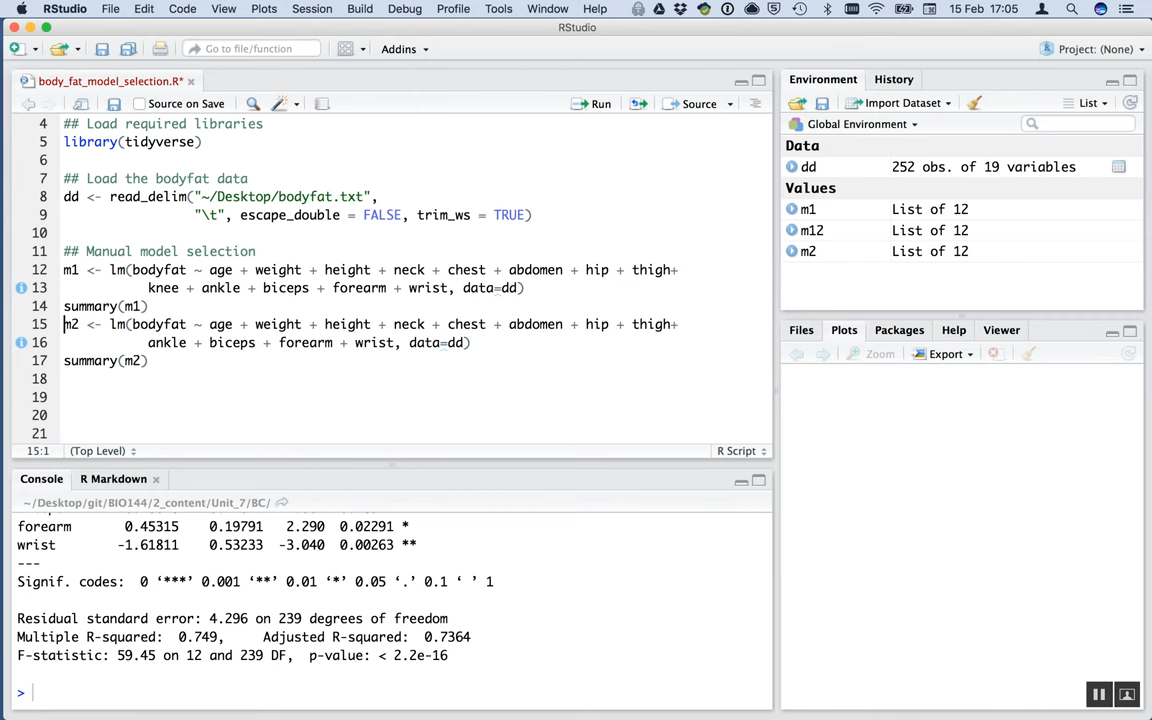 RStudio File Edit Code View Plots Session Build Debug Profile Tools Window Help 15 Feb 17:05
RStudio
Go to file/function Addins Project: (None)
body_fat_model_selection.R*
Source on Save Run Source
4 ## Load required libraries
5 library(tidyverse)
6
7 ## Load the bodyfat data
8 dd <- read_delim("~/Desktop/bodyfat.txt",
9 "\t", escape_double = FALSE, trim_ws = TRUE)
10
11 ## Manual model selection
12 m1 <- lm(bodyfat ~ age + weight + height + neck + chest + abdomen + hip + thigh+
13 knee + ankle + biceps + forearm + wrist, data=dd)
14 summary(m1)
15 m2 <- lm(bodyfat ~ age + weight + height + neck + chest + abdomen + hip + thigh+
16 ankle + biceps + forearm + wrist, data=dd)
17 summary(m2)
18
19
20
21
15:1 (Top Level) R Script
Console R Markdown
~/Desktop/git/BIO144/2_content/Unit_7/BC/
forearm 0.45315 0.19791 2.290 0.02291 *
wrist -1.61811 0.53233 -3.040 0.00263 **
---
Signif. codes: 0 ‘***’ 0.001 ‘**’ 0.01 ‘*’ 0.05 ‘.’ 0.1 ‘ ’ 1
Residual standard error: 4.296 on 239 degrees of freedom
Multiple R-squared: 0.749, Adjusted R-squared: 0.7364
F-statistic: 59.45 on 12 and 239 DF, p-value: < 2.2e-16
>
Environment History
Import Dataset List
Global Environment
Data
dd 252 obs. of 19 variables
Values
m1 List of 12
m12 List of 12
m2 List of 12
Files Plots Packages Help Viewer
Zoom Export